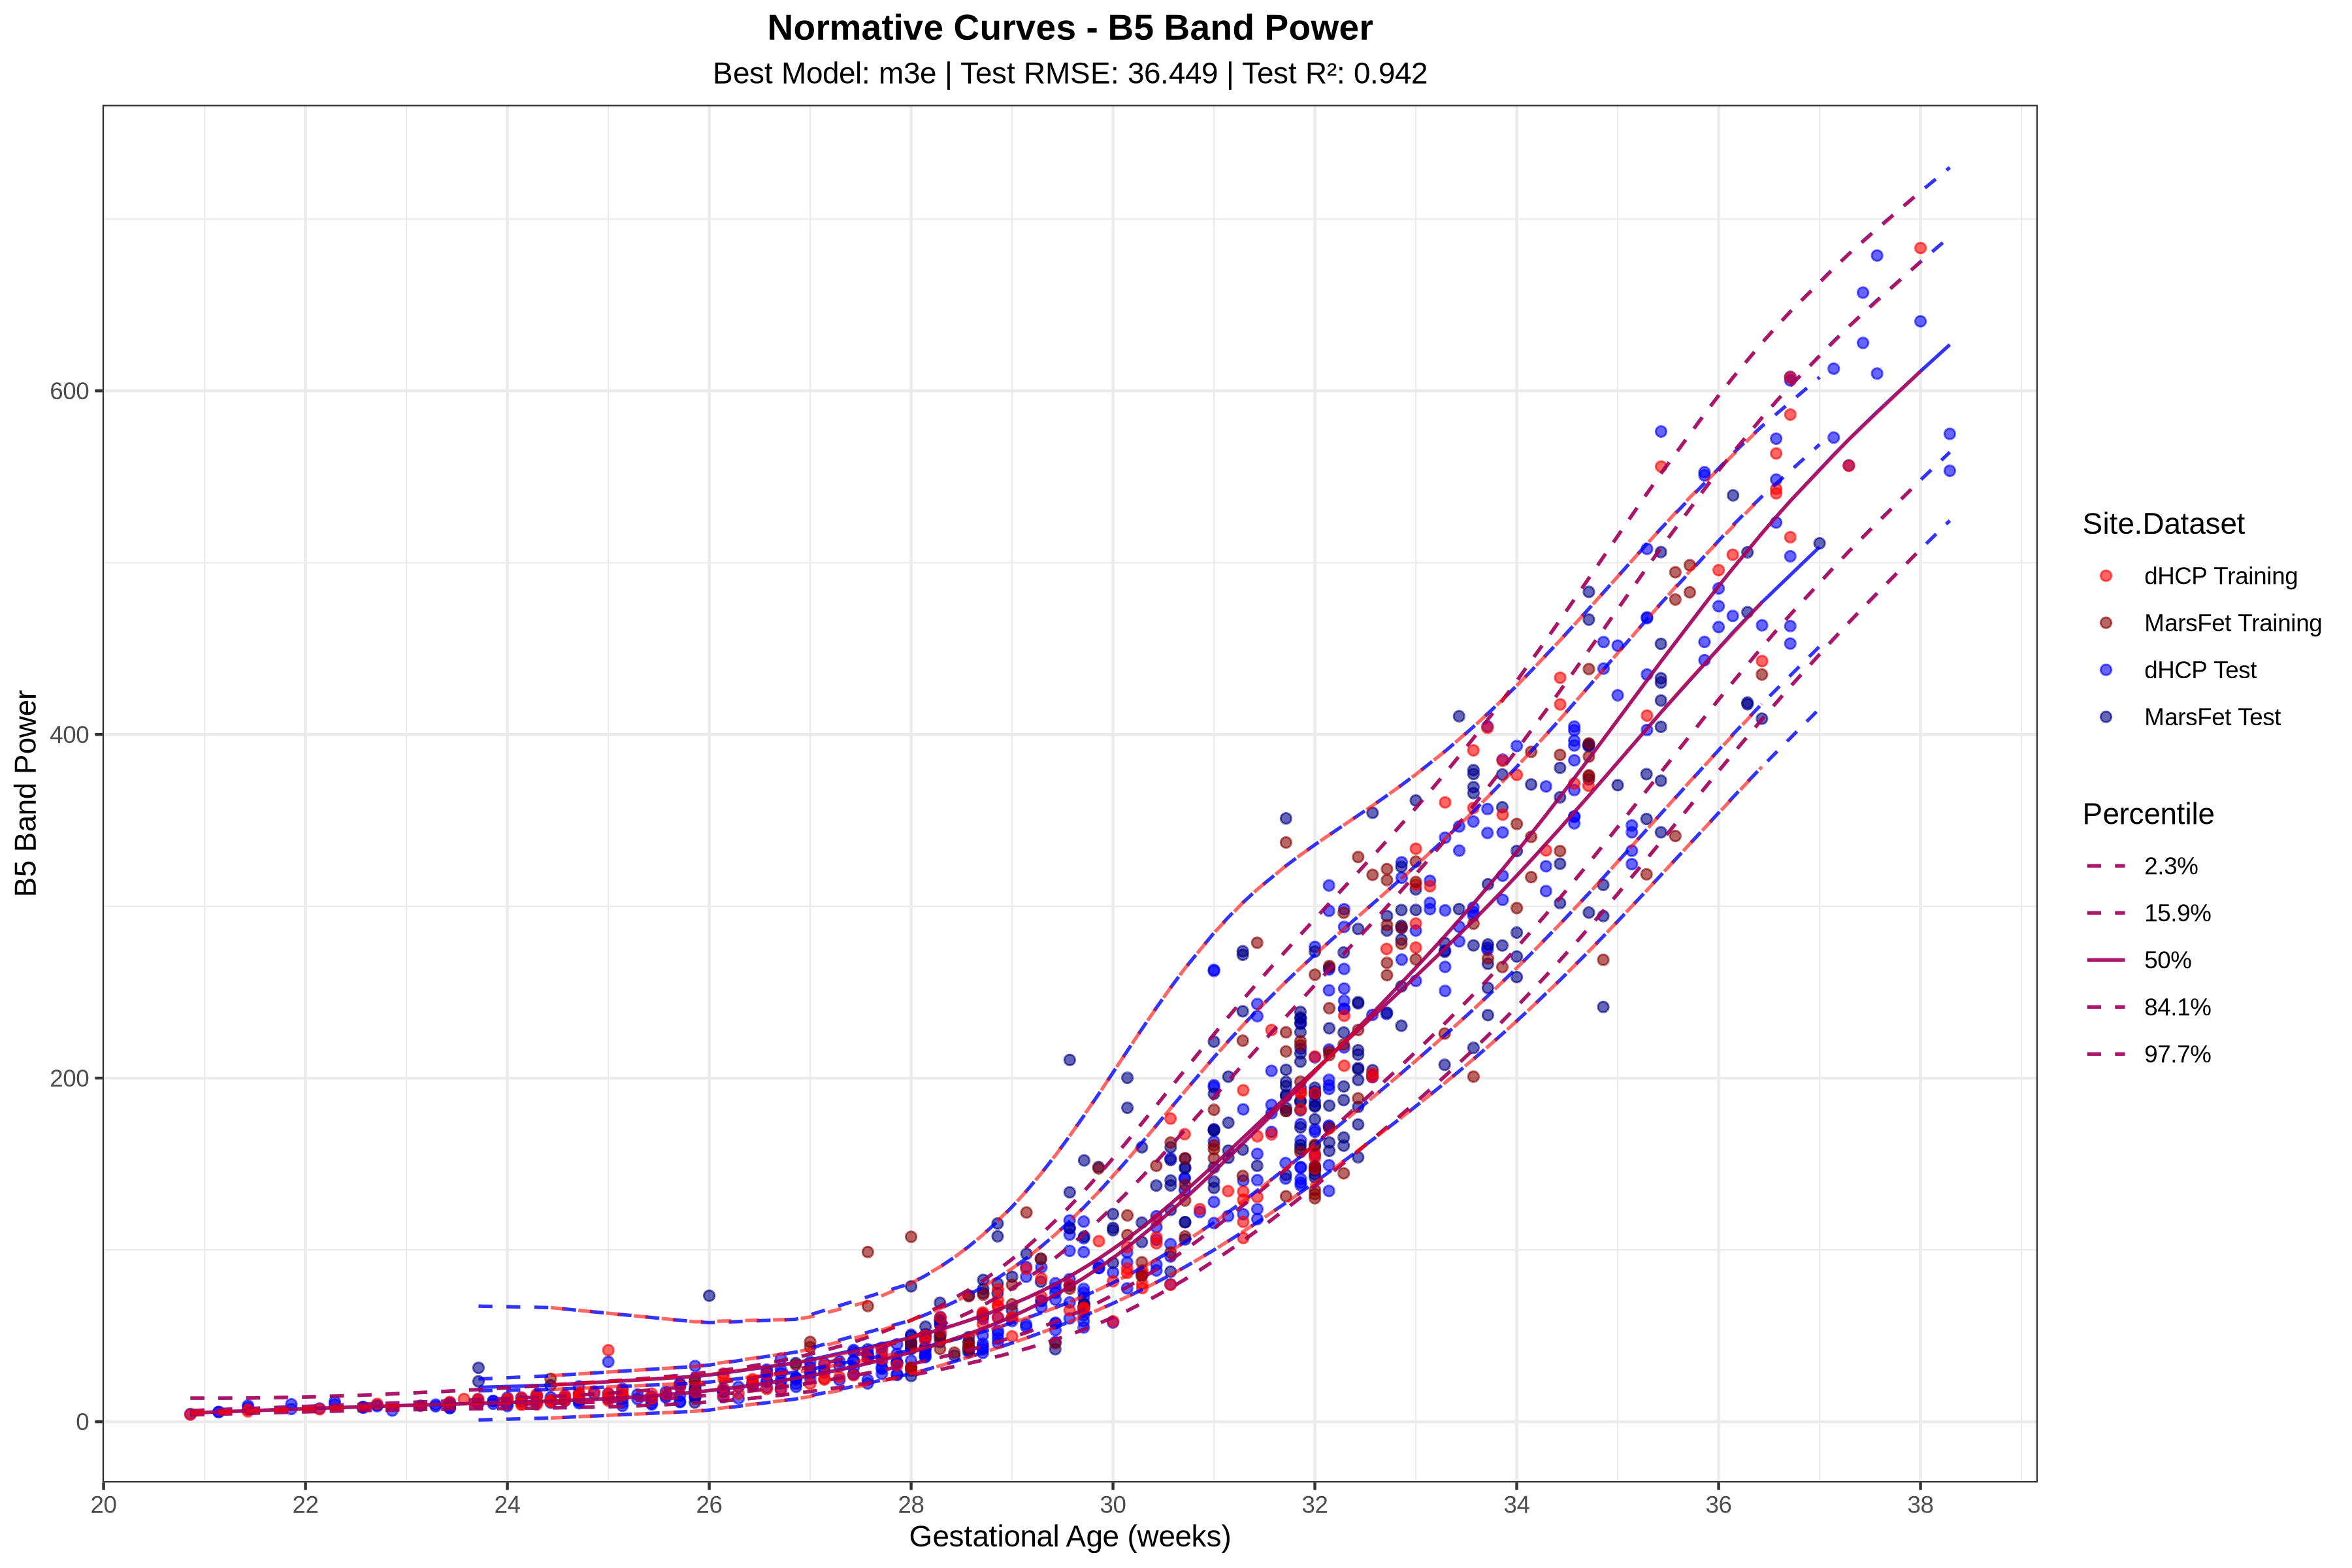 Normative Curves - B5 Band Power
Best Model: m3e | Test RMSE: 36.449 | Test R²: 0.942
B5 Band Power
600
400
200
0
20 22 24 26 28 30 32 34 36 38
Gestational Age (weeks)
Site.Dataset
dHCP Training
MarsFet Training
dHCP Test
MarsFet Test
Percentile
2.3%
15.9%
50%
84.1%
97.7%